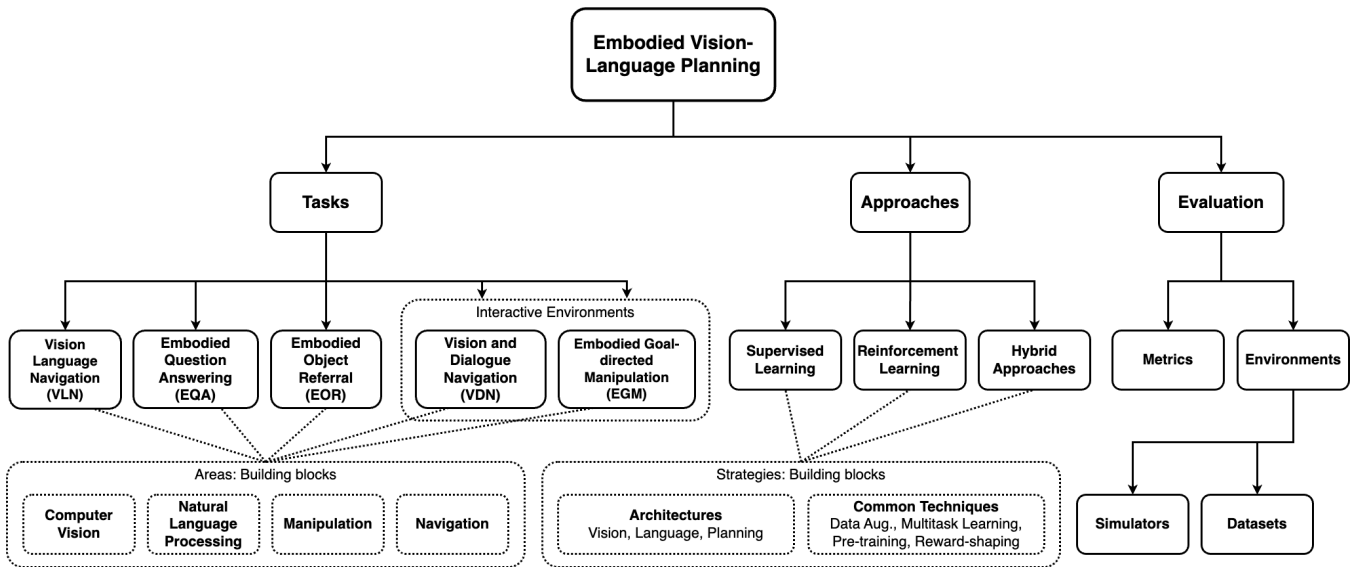 Embodied Vision-
Language Planning
Tasks
Approaches
Evaluation
Interactive Environments
Vision
Language
Navigation
(VLN)
Embodied
Question
Answering
(EQA)
Embodied
Object
Referral
(EOR)
Vision and
Dialogue
Navigation
(VDN)
Embodied Goal-
directed
Manipulation
(EGM)
Supervised
Learning
Reinforcement
Learning
Hybrid
Approaches
Metrics
Environments
Areas: Building blocks
Computer
Vision
Natural
Language
Processing
Manipulation
Navigation
Strategies: Building blocks
Architectures
Vision, Language, Planning
Common Techniques
Data Aug., Multitask Learning,
Pre-training, Reward-shaping
Simulators
Datasets